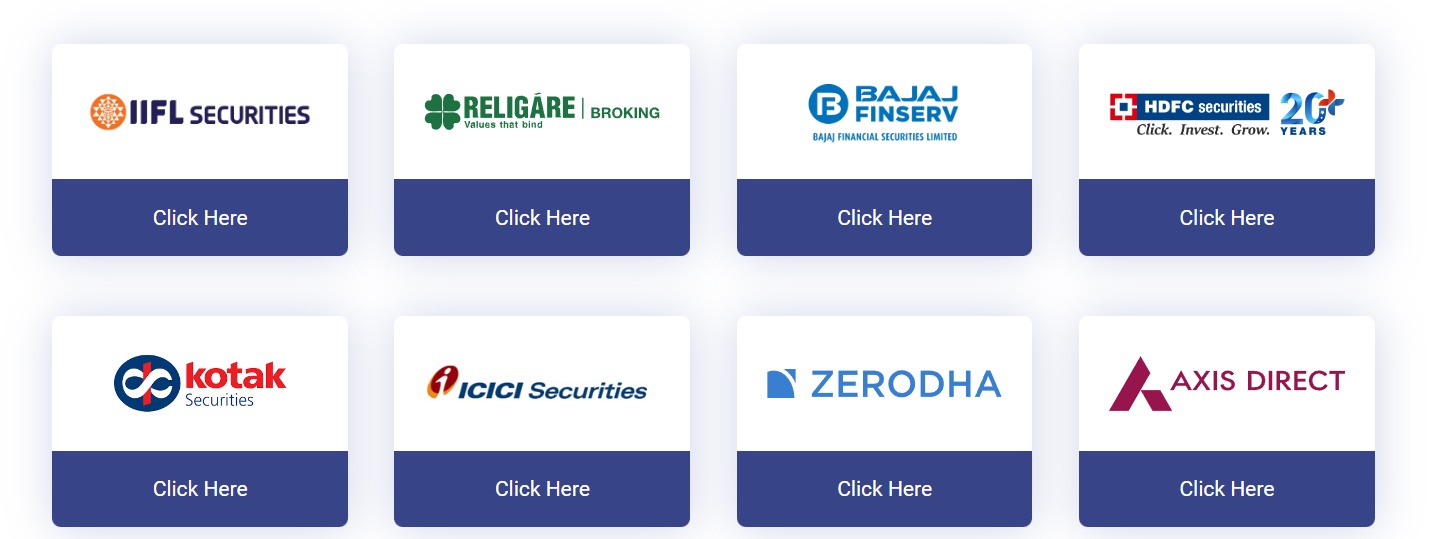 IIFL SECURITIES
RELIGÁRE | BROKING
Values that bind
BAJAJ
FINSERV
BAJAJ FINANCIAL SECURITIES LIMITED
HDFC securities
Click. Invest. Grow.
20+
YEARS
Click Here
Click Here
Click Here
Click Here
kotak
Securities
ICICI Securities
ZERODHA
AXIS DIRECT
Click Here
Click Here
Click Here
Click Here